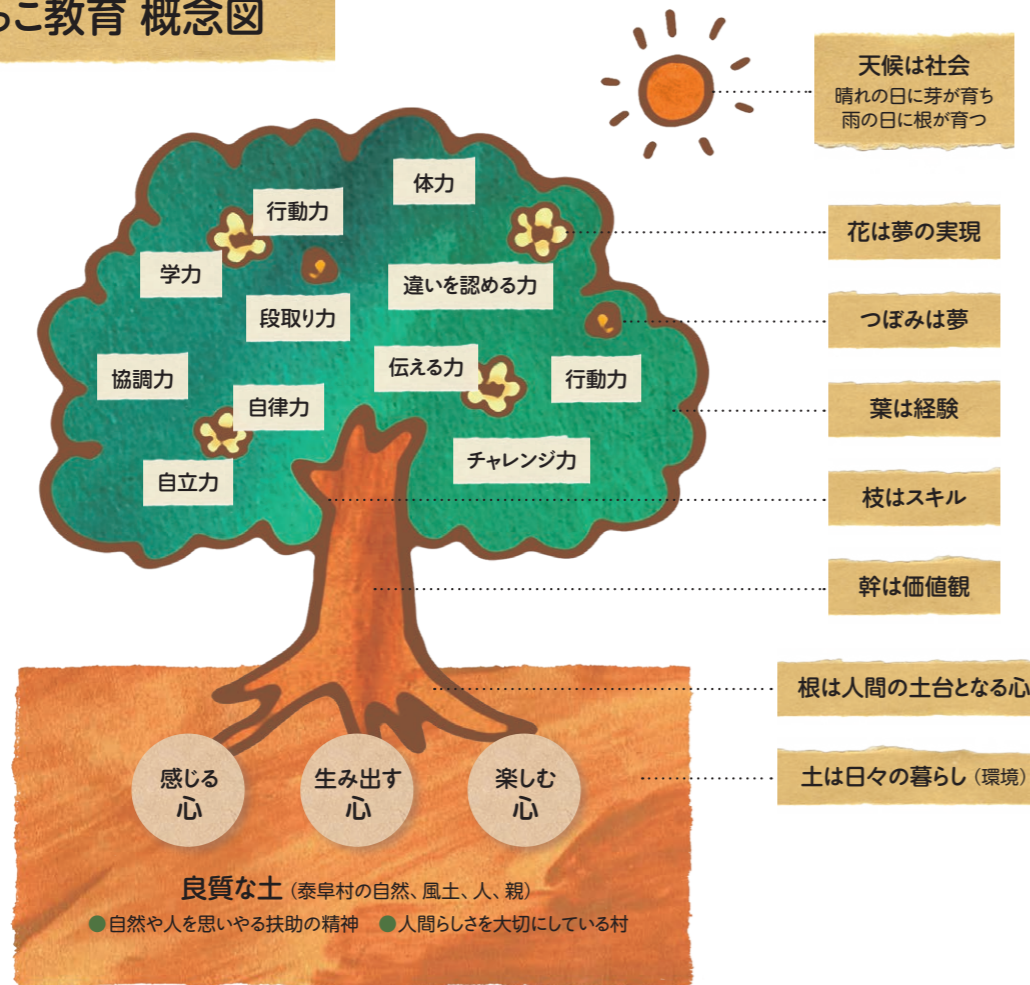 っこ教育 概念図
天候は社会
晴れの日に芽が育ち
雨の日に根が育つ
体力
行動力
花は夢の実現
学力
違いを認める力
段取り力
つぼみは夢
伝える力
協調力
行動力
自律力
葉は経験
チャレンジ力
自立力
枝はスキル
幹は価値観
根は人間の土台となる心
感じる
心
生み出す
心
楽しむ
心
土は日々の暮らし（環境）
良質な土（泰阜村の自然、風土、人、親）
●自然や人を思いやる扶助の精神 ●人間らしさを大切にしている村